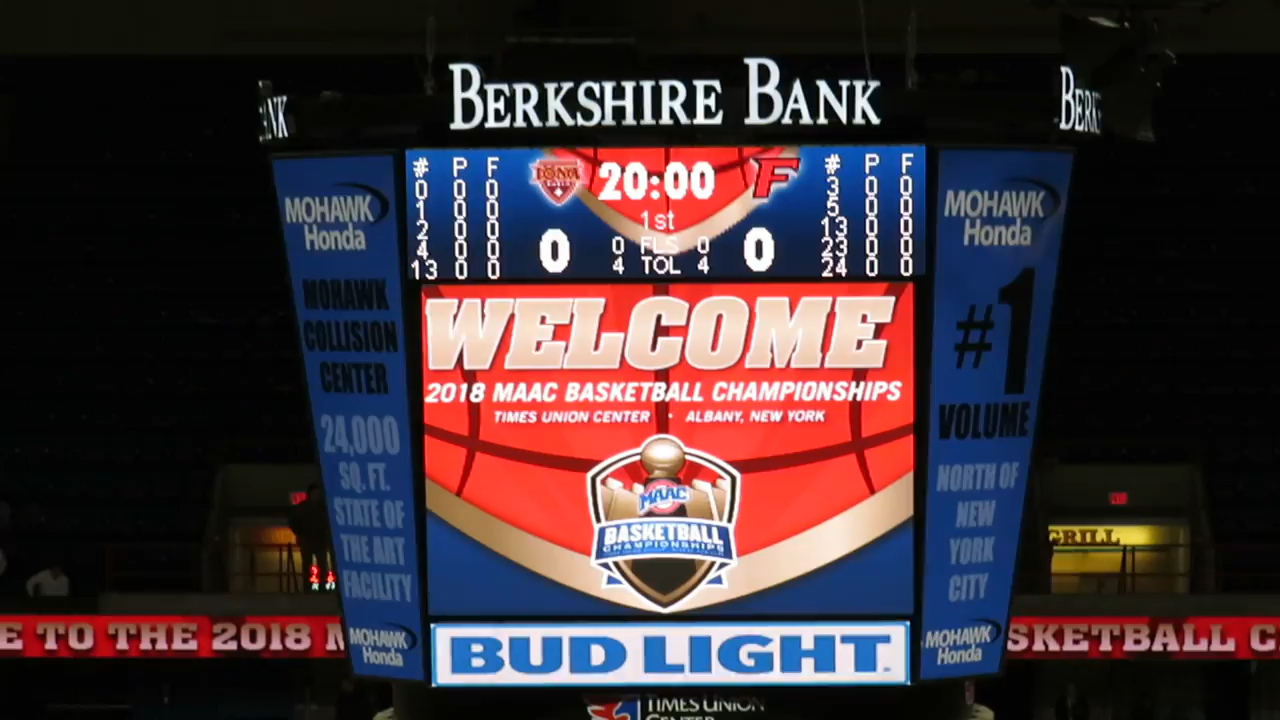 BERKSHIRE BANK
NK
BER
# P F
0 0 0
1 0 0
2 0 0
4 0 0
13 0 0
IONA
20:00
F
1st
0 0
0 FLS 0
4 TOL 4
# P F
3 0 0
5 0 0
13 0 0
23 0 0
24 0 0
WELCOME
2018 MAAC BASKETBALL CHAMPIONSHIPS
TIMES UNION CENTER · ALBANY, NEW YORK
MAAC
BASKETBALL
CHAMPIONSHIPS
BUD LIGHT.
MOHAWK
Honda
MOHAWK
COLLISION
CENTER
24,000
SQ. FT.
STATE OF
THE ART
FACILITY
MOHAWK
Honda
MOHAWK
Honda
#1
VOLUME
NORTH OF
NEW
YORK
CITY
MOHAWK
Honda
GRILL
E TO THE 2018 M
SKETBALL C
TIMES UNION
CENTER